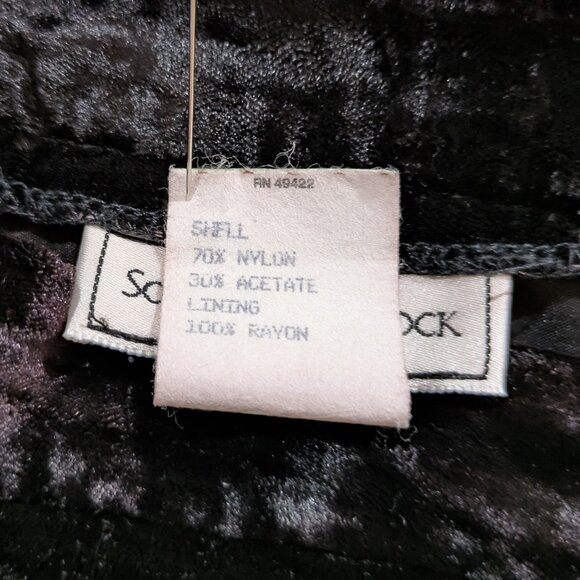 RN 49422
SHELL
70% NYLON
30% ACETATE
LINING
100% RAYON